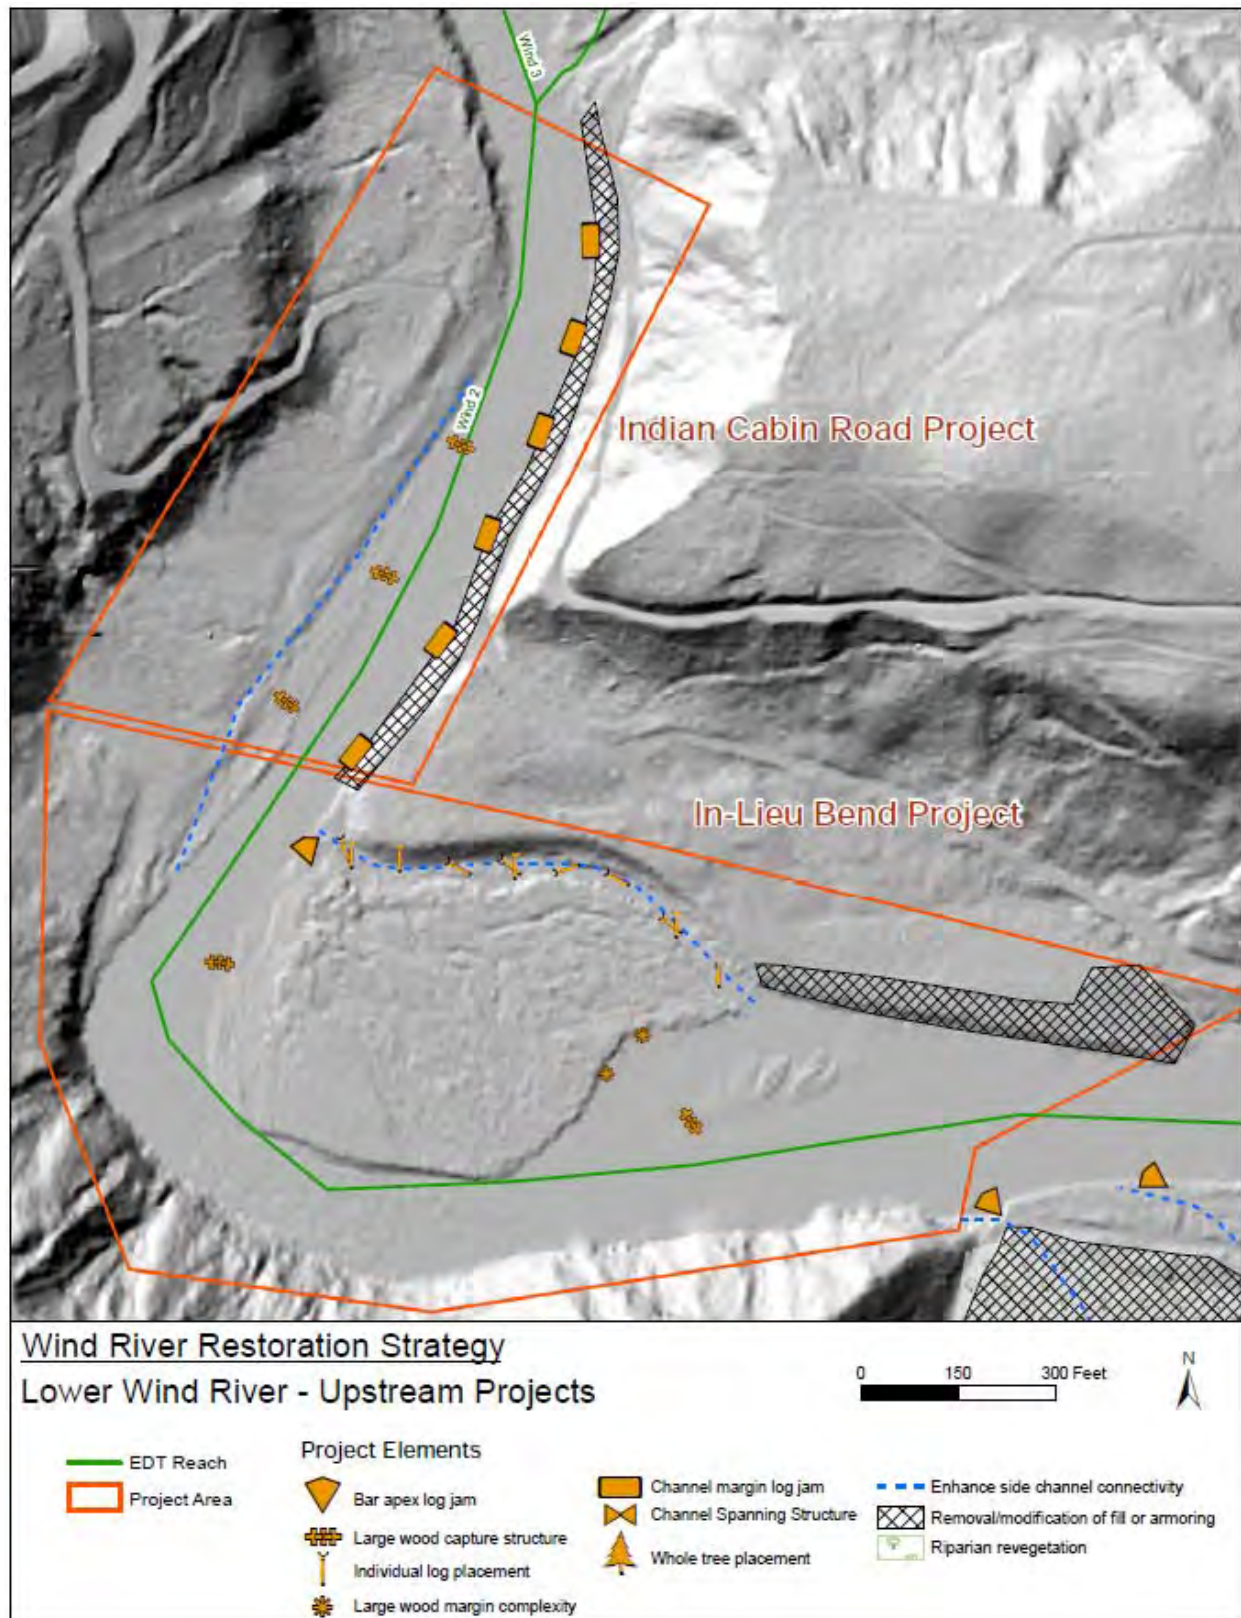 Wind 3
Wind 2
Indian Cabin Road Project
In-Lieu Bend Project
Wind River Restoration Strategy
Lower Wind River - Upstream Projects
0 150 300 Feet
N
EDT Reach
Project Area
Project Elements
Bar apex log jam
Large wood capture structure
Individual log placement
Large wood margin complexity
Channel margin log jam
Channel Spanning Structure
Whole tree placement
Enhance side channel connectivity
Removal/modification of fill or armoring
Riparian revegetation